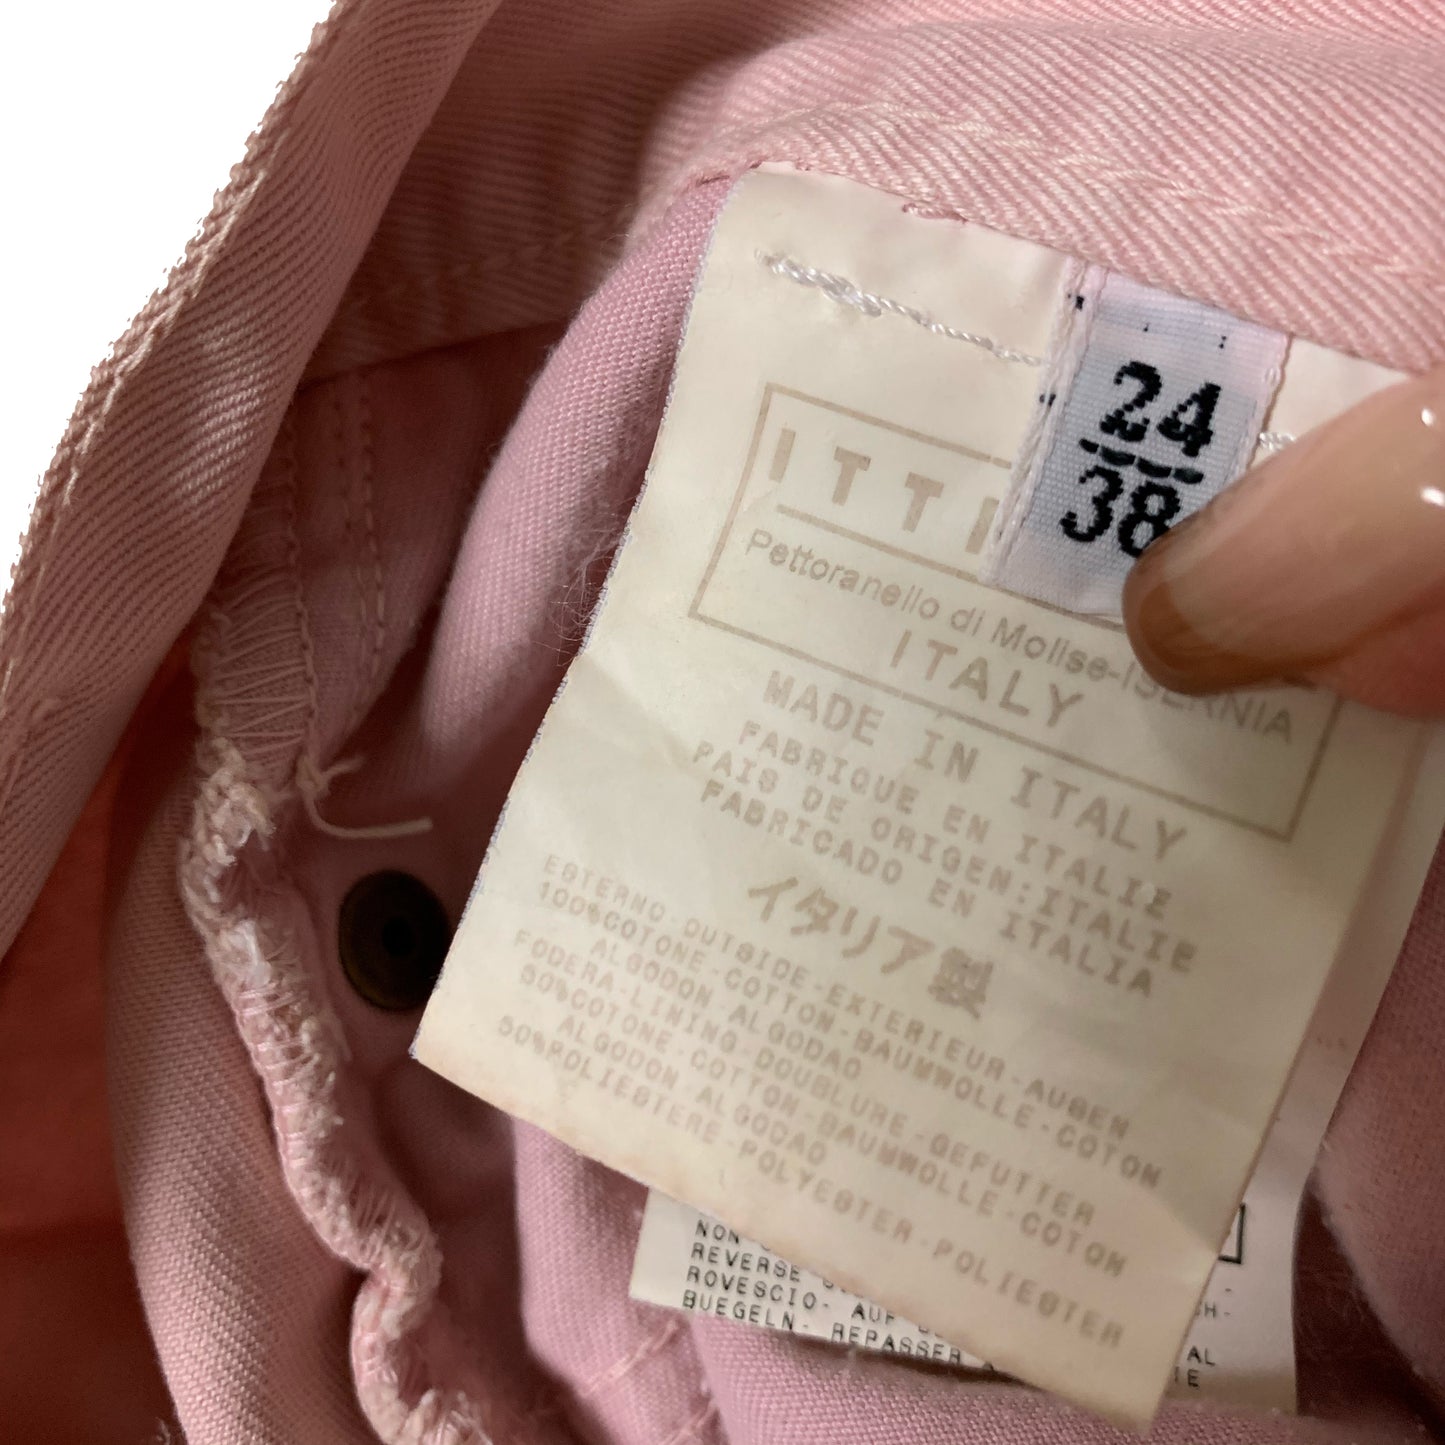 24
38
ITTI
Pettoranello di Molise-ISERNIA
ITALY
MADE IN ITALY
FABRIQUE EN ITALIE
PAIS DE ORIGEN:ITALIE
FABRICADO EN ITALIA
イタリア製
ESTERNO-OUTSIDE-EXTERIEUR-AUSEN
100%COTONE-COTTON-BAUMWOLLE-COTON
ALGODON-ALGODAO
FODERA-LINING-DOUBLURE-GEFUTTER
50%COTONE-COTTON-BAUMWOLLE-COTON
ALGODON-ALGODAO
50%POLIESTERE-POLYESTER-POLIESTER
NON
REVERSE
ROVESCIO- AUF
BUEGELN- REPASSER